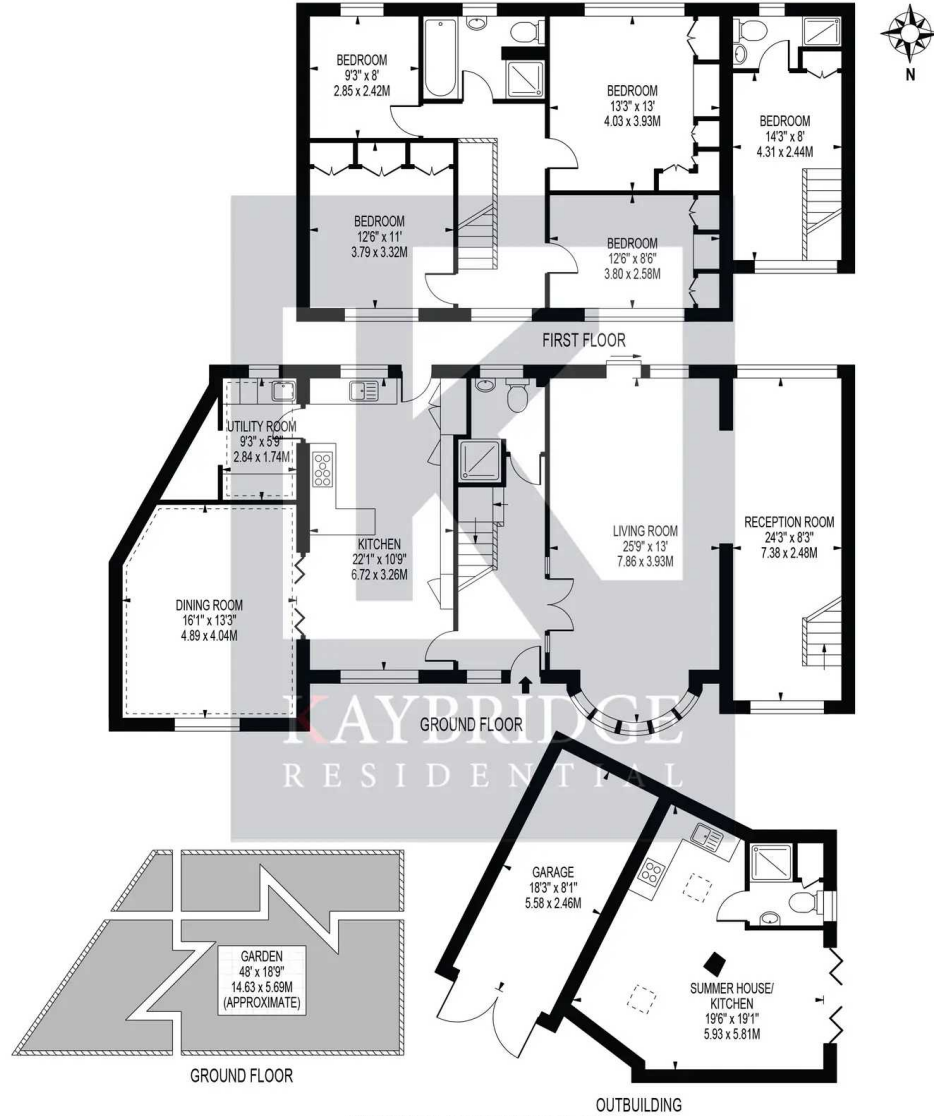 N
BEDROOM
9'3" x 8'
2.85 x 2.42M
BEDROOM
13'3" x 13'
4.03 x 3.93M
BEDROOM
14'3" x 8'
4.31 x 2.44M
BEDROOM
12'6" x 11'
3.79 x 3.32M
BEDROOM
12'6" x 8'6"
3.80 x 2.58M
FIRST FLOOR
UTILITY ROOM
9'3" x 5'9"
2.84 x 1.74M
KITCHEN
22'1" x 10'9"
6.72 x 3.26M
LIVING ROOM
25'9" x 13'
7.86 x 3.93M
RECEPTION ROOM
24'3" x 8'3"
7.38 x 2.48M
DINING ROOM
16'1" x 13'3"
4.89 x 4.04M
GROUND FLOOR
KAYBRIDGE
RESIDENTIAL
GARAGE
18'3" x 8'1"
5.58 x 2.46M
GARDEN
48' x 18'9"
14.63 x 5.69M
(APPROXIMATE)
SUMMER HOUSE/
KITCHEN
19'6" x 19'1"
5.93 x 5.81M
GROUND FLOOR
OUTBUILDING